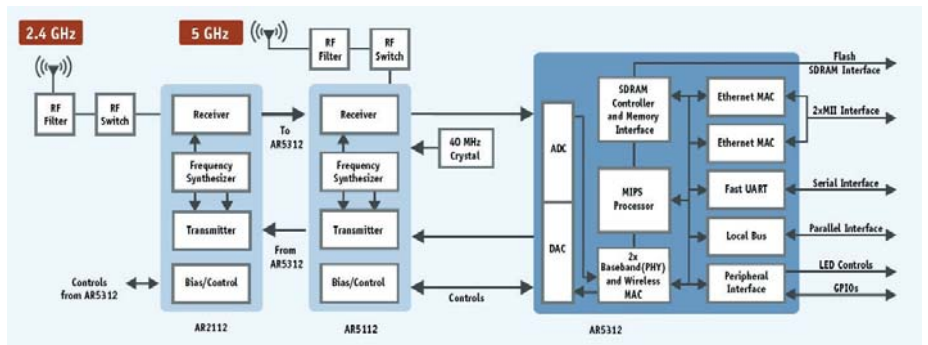 2.4 GHz
5 GHz
RF
Filter
RF
Switch
RF
Filter
RF
Switch
Receiver
Frequency
Synthesizer
Transmitter
Bias/Control
AR2112
Controls
from AR5312
To
AR5312
From
AR5312
Receiver
Frequency
Synthesizer
Transmitter
Bias/Control
AR5112
40 MHz
Crystal
Controls
ADC
DAC
SDRAM
Controller
and Memory
Interface
MIPS
Processor
2x
Baseband(PHY)
and Wireless
MAC
Ethernet MAC
Ethernet MAC
Fast UART
Local Bus
Peripheral
Interface
AR5312
Flash
SDRAM Interface
2xMII Interface
Serial Interface
Parallel Interface
LED Controls
GPIOs